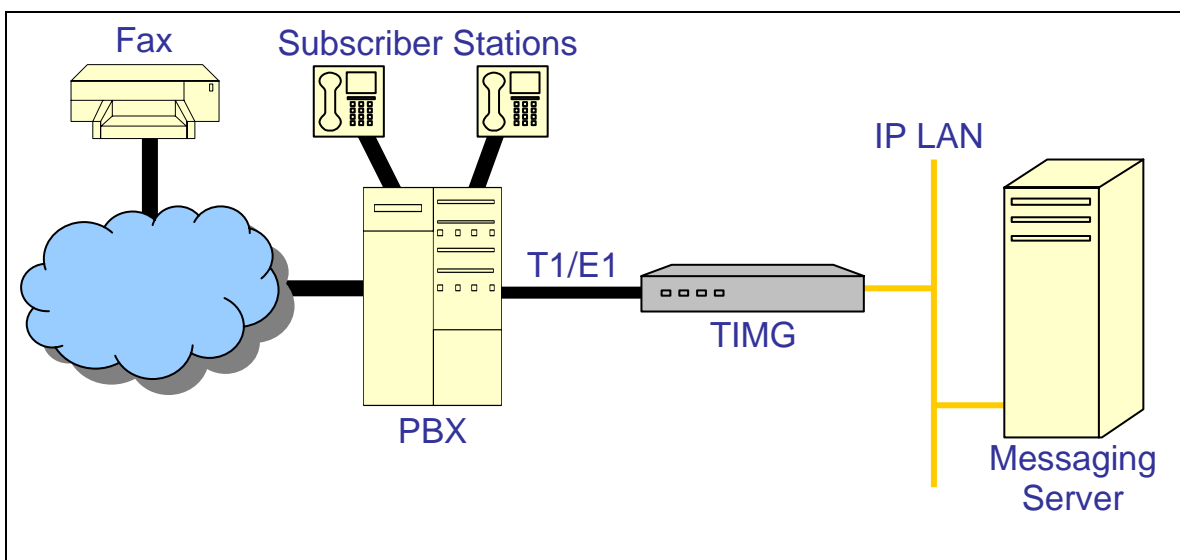 Fax
Subscriber Stations
IP LAN
T1/E1
TIMG
PBX
Messaging
Server